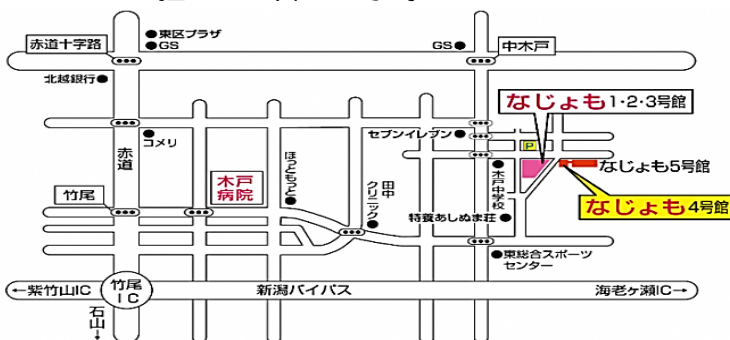 赤道十字路
●東区プラザ
●GS
GS●
中木戸
北越銀行●
なじょも1・2・3号館
●コメリ
セブンイレブン●
P
赤道
ほっともっと●
木戸
病院
田中
クリニック●
●木戸中学校
なじょも5号館
竹尾
特養あしぬま荘●
なじょも4号館
●東総合スポーツ
センター
←紫竹山IC
竹尾
IC
新潟バイパス
海老ヶ瀬IC→
石山→